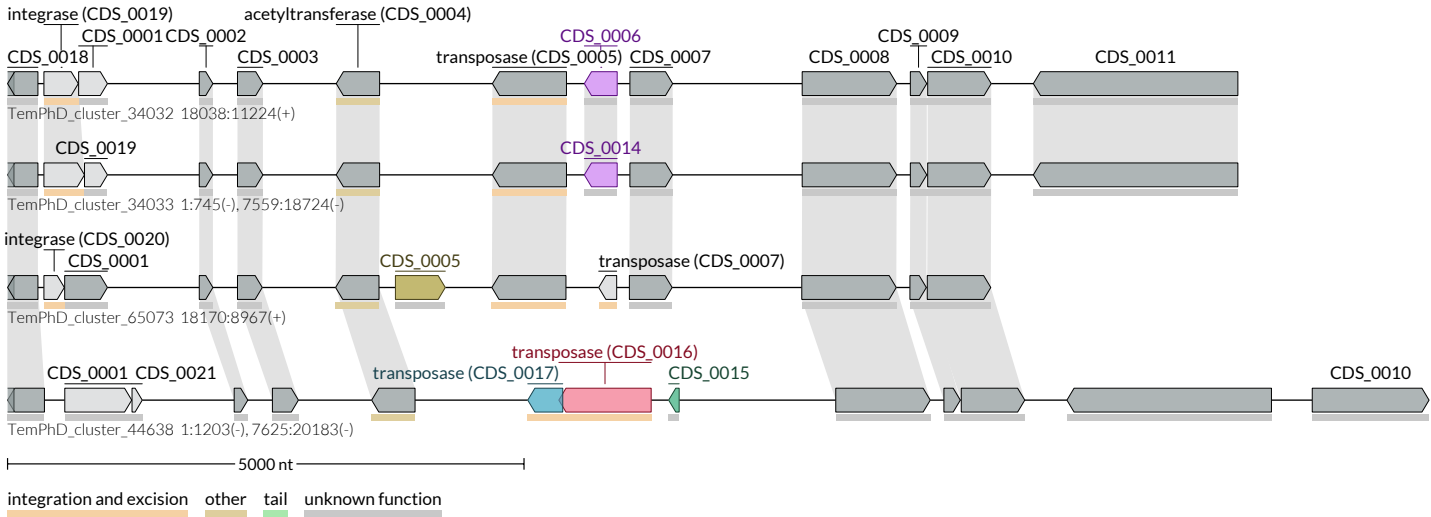 integrase (CDS_0019) acetyltransferase (CDS_0004)
CDS_0001 CDS_0002 CDS_0006 CDS_0009
CDS_0018 CDS_0003 transposase (CDS_0005) CDS_0007 CDS_0008 CDS_0010 CDS_0011
TemPhD_cluster_34032 18038:11224(+)
CDS_0019 CDS_0014
TemPhD_cluster_34033 1:745(-), 7559:18724(-)
integrase (CDS_0020)
CDS_0001 CDS_0005 transposase (CDS_0007)
TemPhD_cluster_65073 18170:8967(+)
transposase (CDS_0016)
CDS_0001 CDS_0021 transposase (CDS_0017) CDS_0015 CDS_0010
TemPhD_cluster_44638 1:1203(-), 7625:20183(-)
5000 nt
integration and excision other tail unknown function